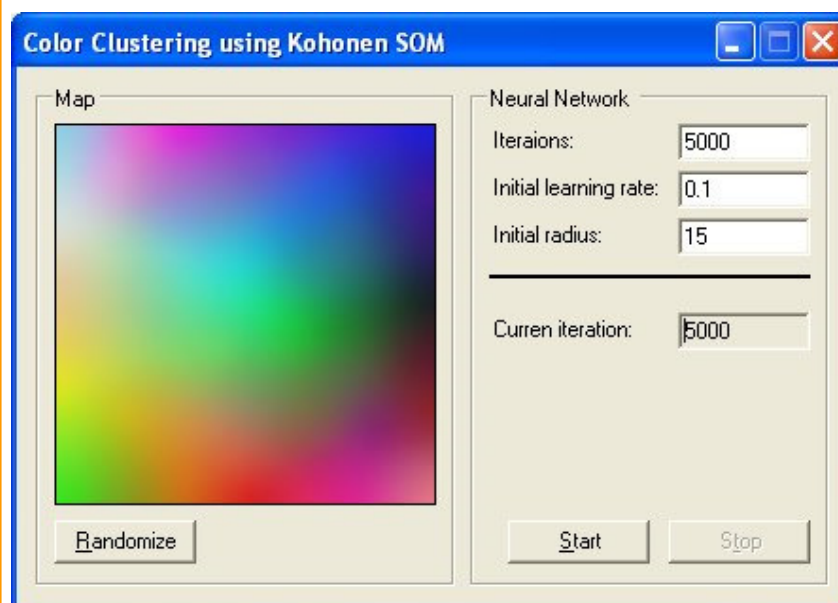 Color Clustering using Kohonen SOM
Map
Randomize
Neural Network
Iteraions: 5000
Initial learning rate: 0.1
Initial radius: 15
Curren iteration: 5000
Start Stop